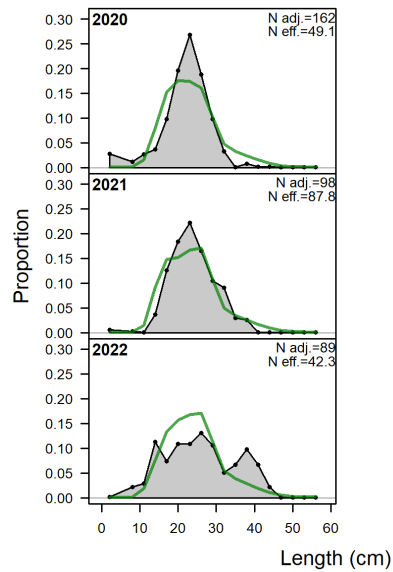 2020
N adj.=162
N eff.=49.1
0.30
0.25
0.20
0.15
0.10
0.05
0.00
2021
N adj.=98
N eff.=87.8
0.30
0.25
0.20
0.15
0.10
0.05
0.00
2022
N adj.=89
N eff.=42.3
0.30
0.25
0.20
0.15
0.10
0.05
0.00
0 10 20 30 40 50 60
Proportion
Length (cm)